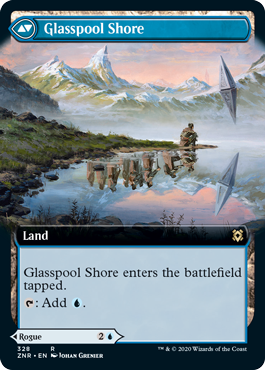 Glasspool Shore
Land
Glasspool Shore enters the battlefield
tapped.
: Add .
Rogue 2
328 R
ZNR • EN Johan Grenier ™ & © 2020 Wizards of the Coast